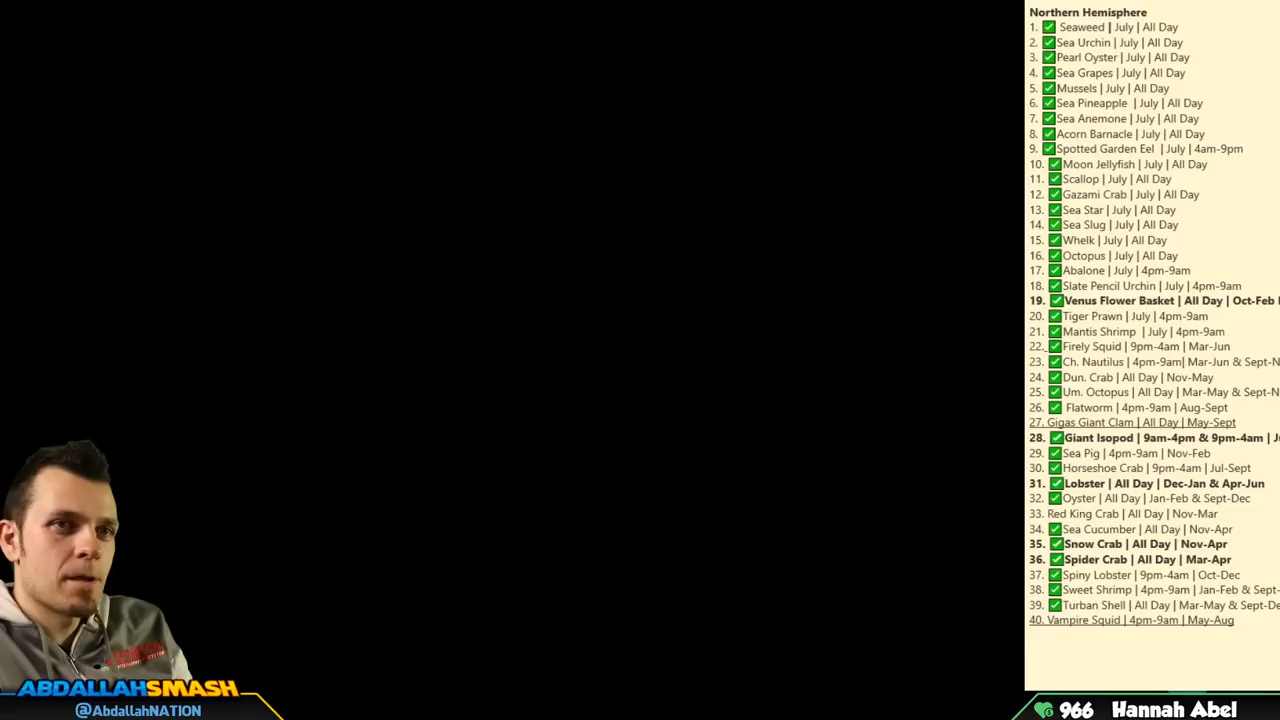 Northern Hemisphere
1. ✅ Seaweed | July | All Day
2. ✅Sea Urchin | July | All Day
3. ✅Pearl Oyster | July | All Day
4. ✅Sea Grapes | July | All Day
5. ✅Mussels | July | All Day
6. ✅Sea Pineapple | July | All Day
7. ✅Sea Anemone | July | All Day
8. ✅Acorn Barnacle | July | All Day
9. ✅Spotted Garden Eel | July | 4am-9pm
10. ✅Moon Jellyfish | July | All Day
11. ✅Scallop | July | All Day
12. ✅Gazami Crab | July | All Day
13. ✅Sea Star | July | All Day
14. ✅Sea Slug | July | All Day
15. ✅Whelk | July | All Day
16. ✅Octopus | July | All Day
17. ✅Abalone | July | 4pm-9am
18. ✅Slate Pencil Urchin | July | 4pm-9am
19. ✅Venus Flower Basket | All Day | Oct-Feb
20. ✅Tiger Prawn | July | 4pm-9am
21. ✅Mantis Shrimp | July | 4pm-9am
22. ✅Firely Squid | 9pm-4am | Mar-Jun
23. ✅Ch. Nautilus | 4pm-9am| Mar-Jun & Sept-N
24. ✅Dun. Crab | All Day | Nov-May
25. ✅Um. Octopus | All Day | Mar-May & Sept-N
26. ✅ Flatworm | 4pm-9am | Aug-Sept
27. Gigas Giant Clam | All Day | May-Sept
28. ✅Giant Isopod | 9am-4pm & 9pm-4am | J
29. ✅Sea Pig | 4pm-9am | Nov-Feb
30. ✅Horseshoe Crab | 9pm-4am | Jul-Sept
31. ✅Lobster | All Day | Dec-Jan & Apr-Jun
32. ✅Oyster | All Day | Jan-Feb & Sept-Dec
33. Red King Crab | All Day | Nov-Mar
34. ✅Sea Cucumber | All Day | Nov-Apr
35. ✅Snow Crab | All Day | Nov-Apr
36. ✅Spider Crab | All Day | Mar-Apr
37. ✅Spiny Lobster | 9pm-4am | Oct-Dec
38. ✅Sweet Shrimp | 4pm-9am | Jan-Feb & Sept-
39. ✅Turban Shell | All Day | Mar-May & Sept-De
40. Vampire Squid | 4pm-9am | May-Aug
ABDALLAHSMASH
@AbdallahNATION
966 Hannah Abel